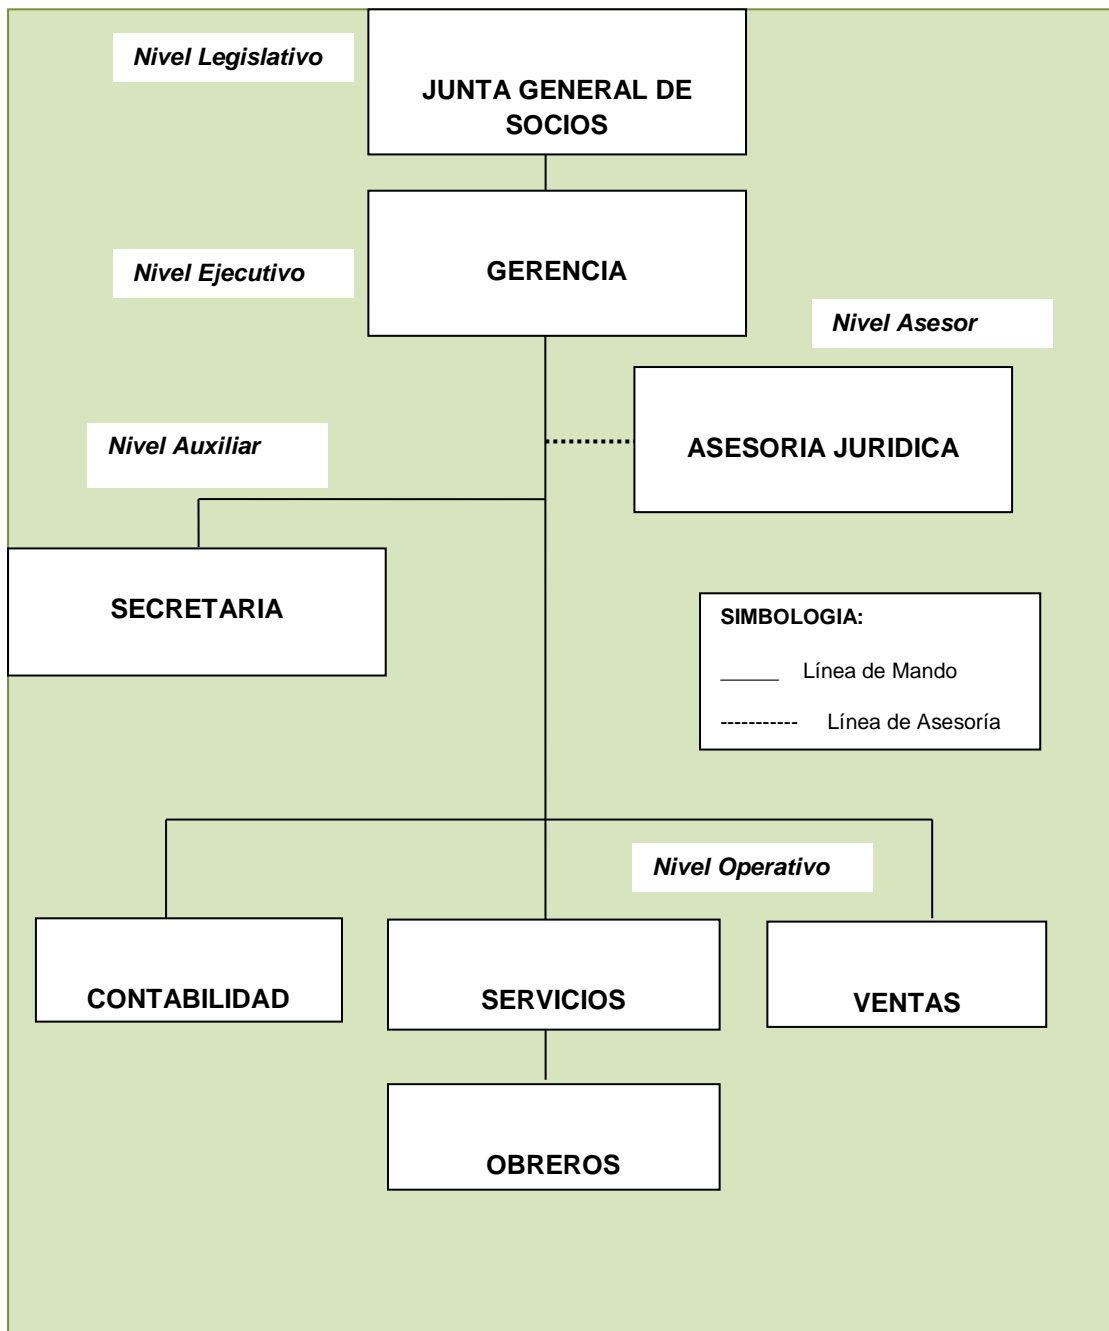 Nivel Legislativo
JUNTA GENERAL DE
SOCIOS
Nivel Ejecutivo
GERENCIA
Nivel Asesor
ASESORIA JURIDICA
Nivel Auxiliar
SECRETARIA
SIMBOLOGIA:
_____ Línea de Mando
----------- Línea de Asesoría
Nivel Operativo
CONTABILIDAD
SERVICIOS
VENTAS
OBREROS